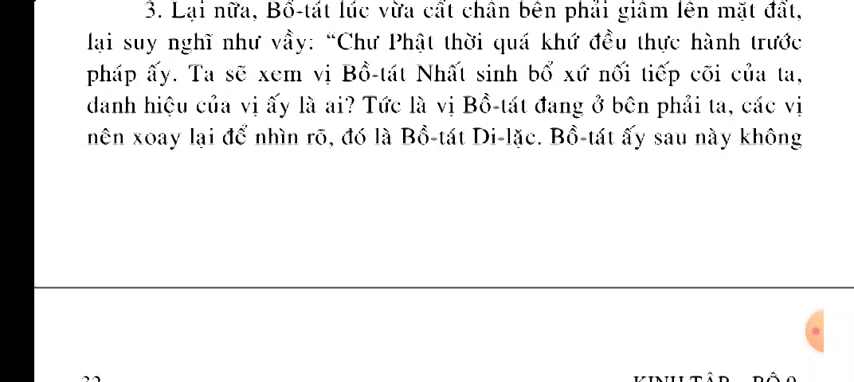 3. Lại nữa, Bồ-tát lúc vừa cất chân bên phải giẫm lên mặt đất,
lại suy nghĩ như vầy: “Chư Phật thời quá khứ đều thực hành trước
pháp ấy. Ta sẽ xem vị Bồ-tát Nhất sinh bổ xứ nối tiếp cõi của ta,
danh hiệu của vị ấy là ai? Tức là vị Bồ-tát đang ở bên phải ta, các vị
nên xoay lại để nhìn rõ, đó là Bồ-tát Di-lặc. Bồ-tát ấy sau này không
KINH TẬP